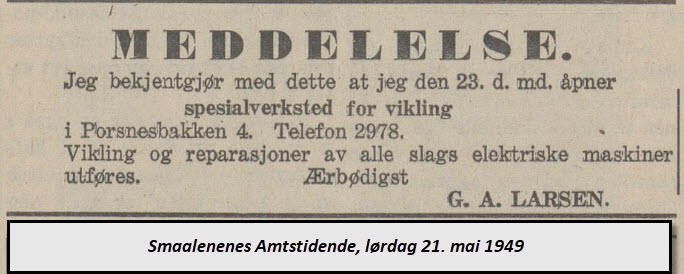 MEDDELELSE.
Jeg bekjentgjør med dette at jeg den 23. d. md. åpner
spesialverksted for vikling
i Porsnesbakken 4. Telefon 2978.
Vikling og reparasjoner av alle slags elektriske maskiner
utføres. Ærbødigst
G. A. LARSEN.
Smaalenenes Amtstidende, lørdag 21. mai 1949